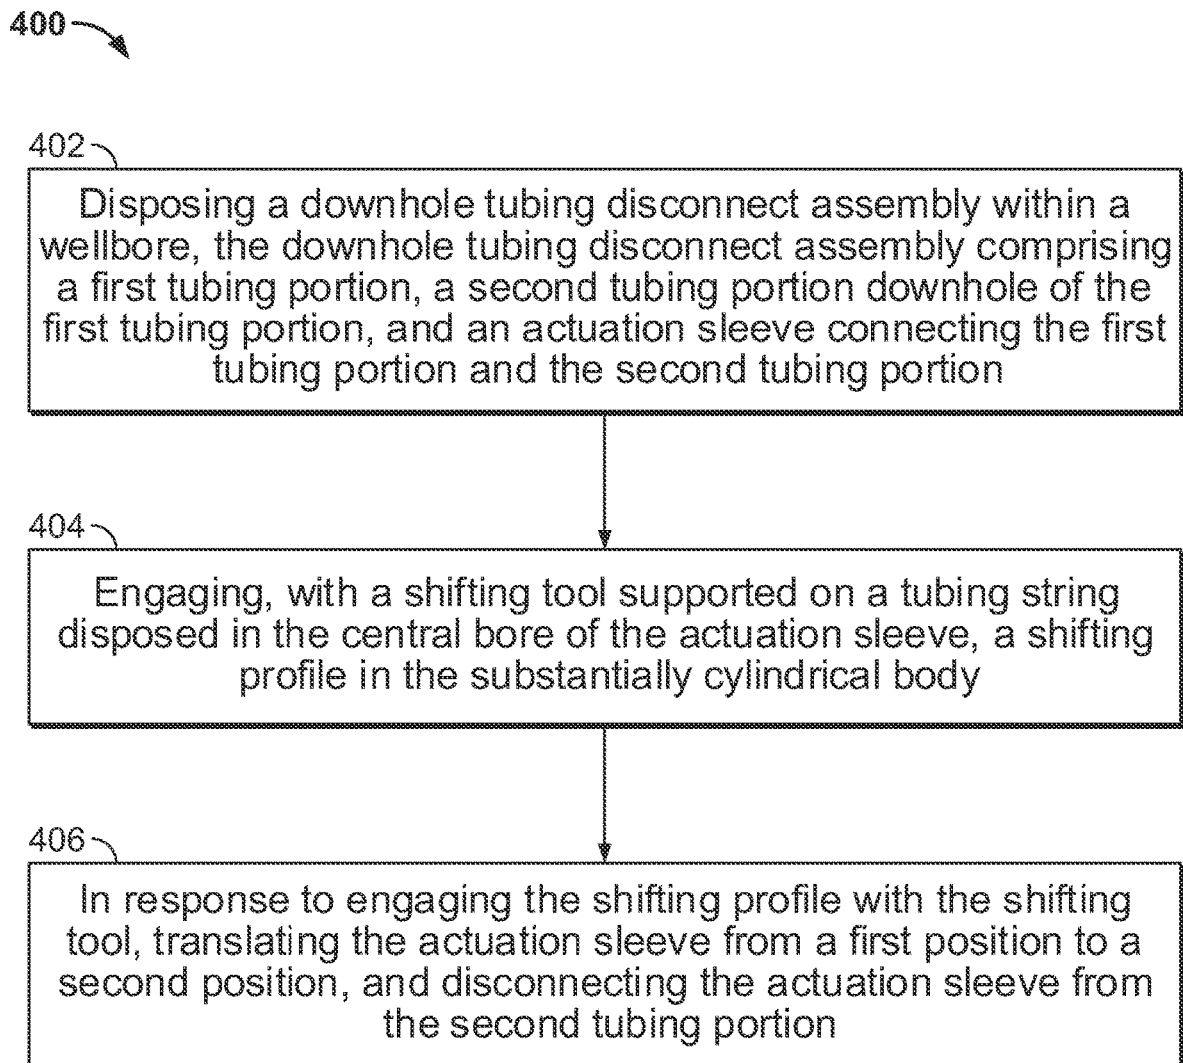 400
402
Disposing a downhole tubing disconnect assembly within a
wellbore, the downhole tubing disconnect assembly comprising
a first tubing portion, a second tubing portion downhole of the
first tubing portion, and an actuation sleeve connecting the first
tubing portion and the second tubing portion
404
Engaging, with a shifting tool supported on a tubing string
disposed in the central bore of the actuation sleeve, a shifting
profile in the substantially cylindrical body
406
In response to engaging the shifting profile with the shifting
tool, translating the actuation sleeve from a first position to a
second position, and disconnecting the actuation sleeve from
the second tubing portion